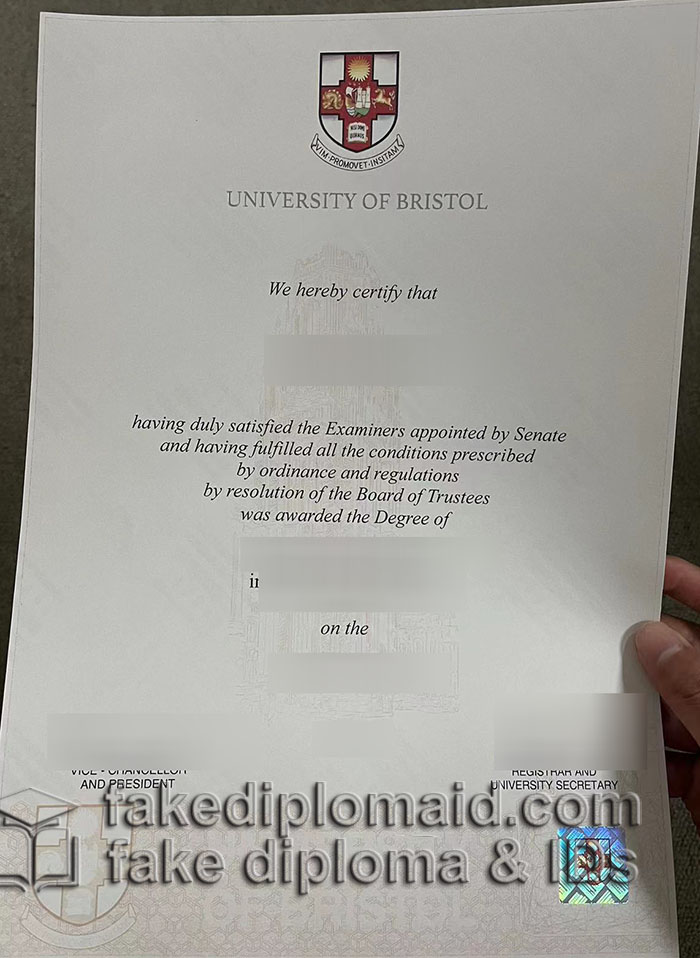 VIM·PROMOVET·INSITAM
UNIVERSITY OF BRISTOL
We hereby certify that
having duly satisfied the Examiners appointed by Senate
and having fulfilled all the conditions prescribed
by ordinance and regulations
by resolution of the Board of Trustees
was awarded the Degree of
in
on the
VICE - CHANCELLOR
AND PRESIDENT
REGISTRAR AND
UNIVERSITY SECRETARY
fakediplomaid.com
fake diploma & IDs